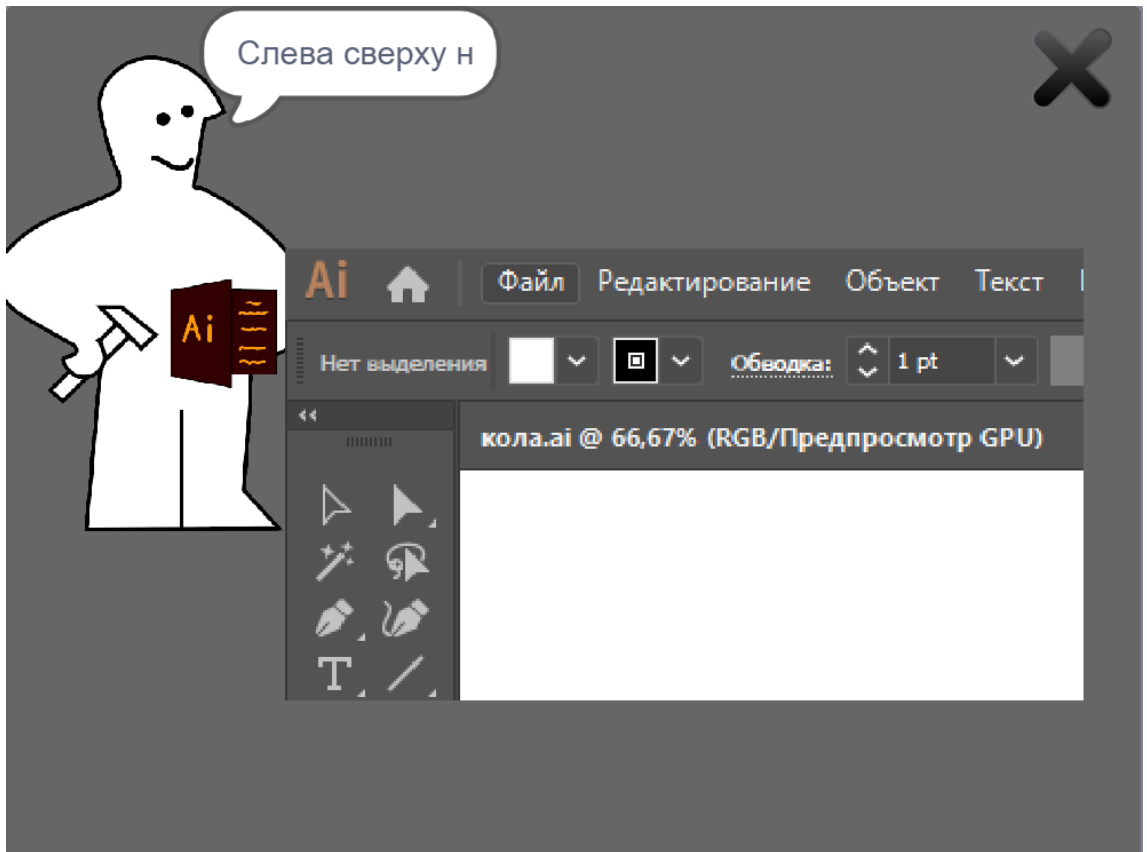 Слева сверху н
Ai
Файл Редактирование Объект Текст
Ai
Нет выделения Обводка: 1 pt
кола.ai @ 66,67% (RGB/Предпросмотр GPU)